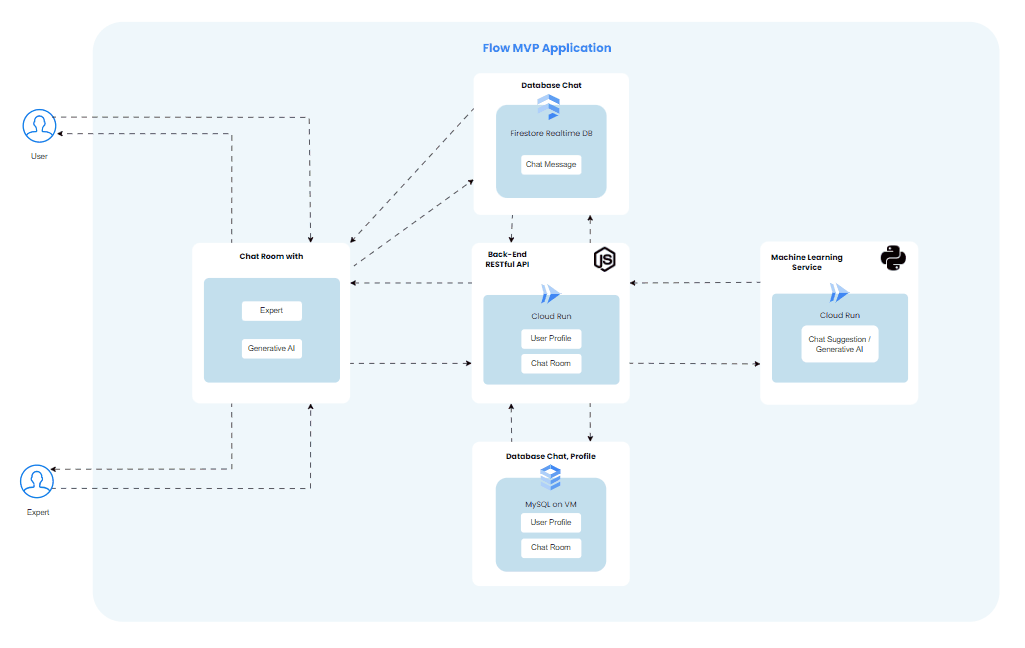 Flow MVP Application
Database Chat
Firestore Realtime DB
Chat Message
User
Chat Room with
Expert
Generative AI
Back-End
RESTful API
JS
Cloud Run
User Profile
Chat Room
Machine Learning
Service
Cloud Run
Chat Suggestion /
Generative AI
Expert
Database Chat, Profile
MySQL on VM
User Profile
Chat Room